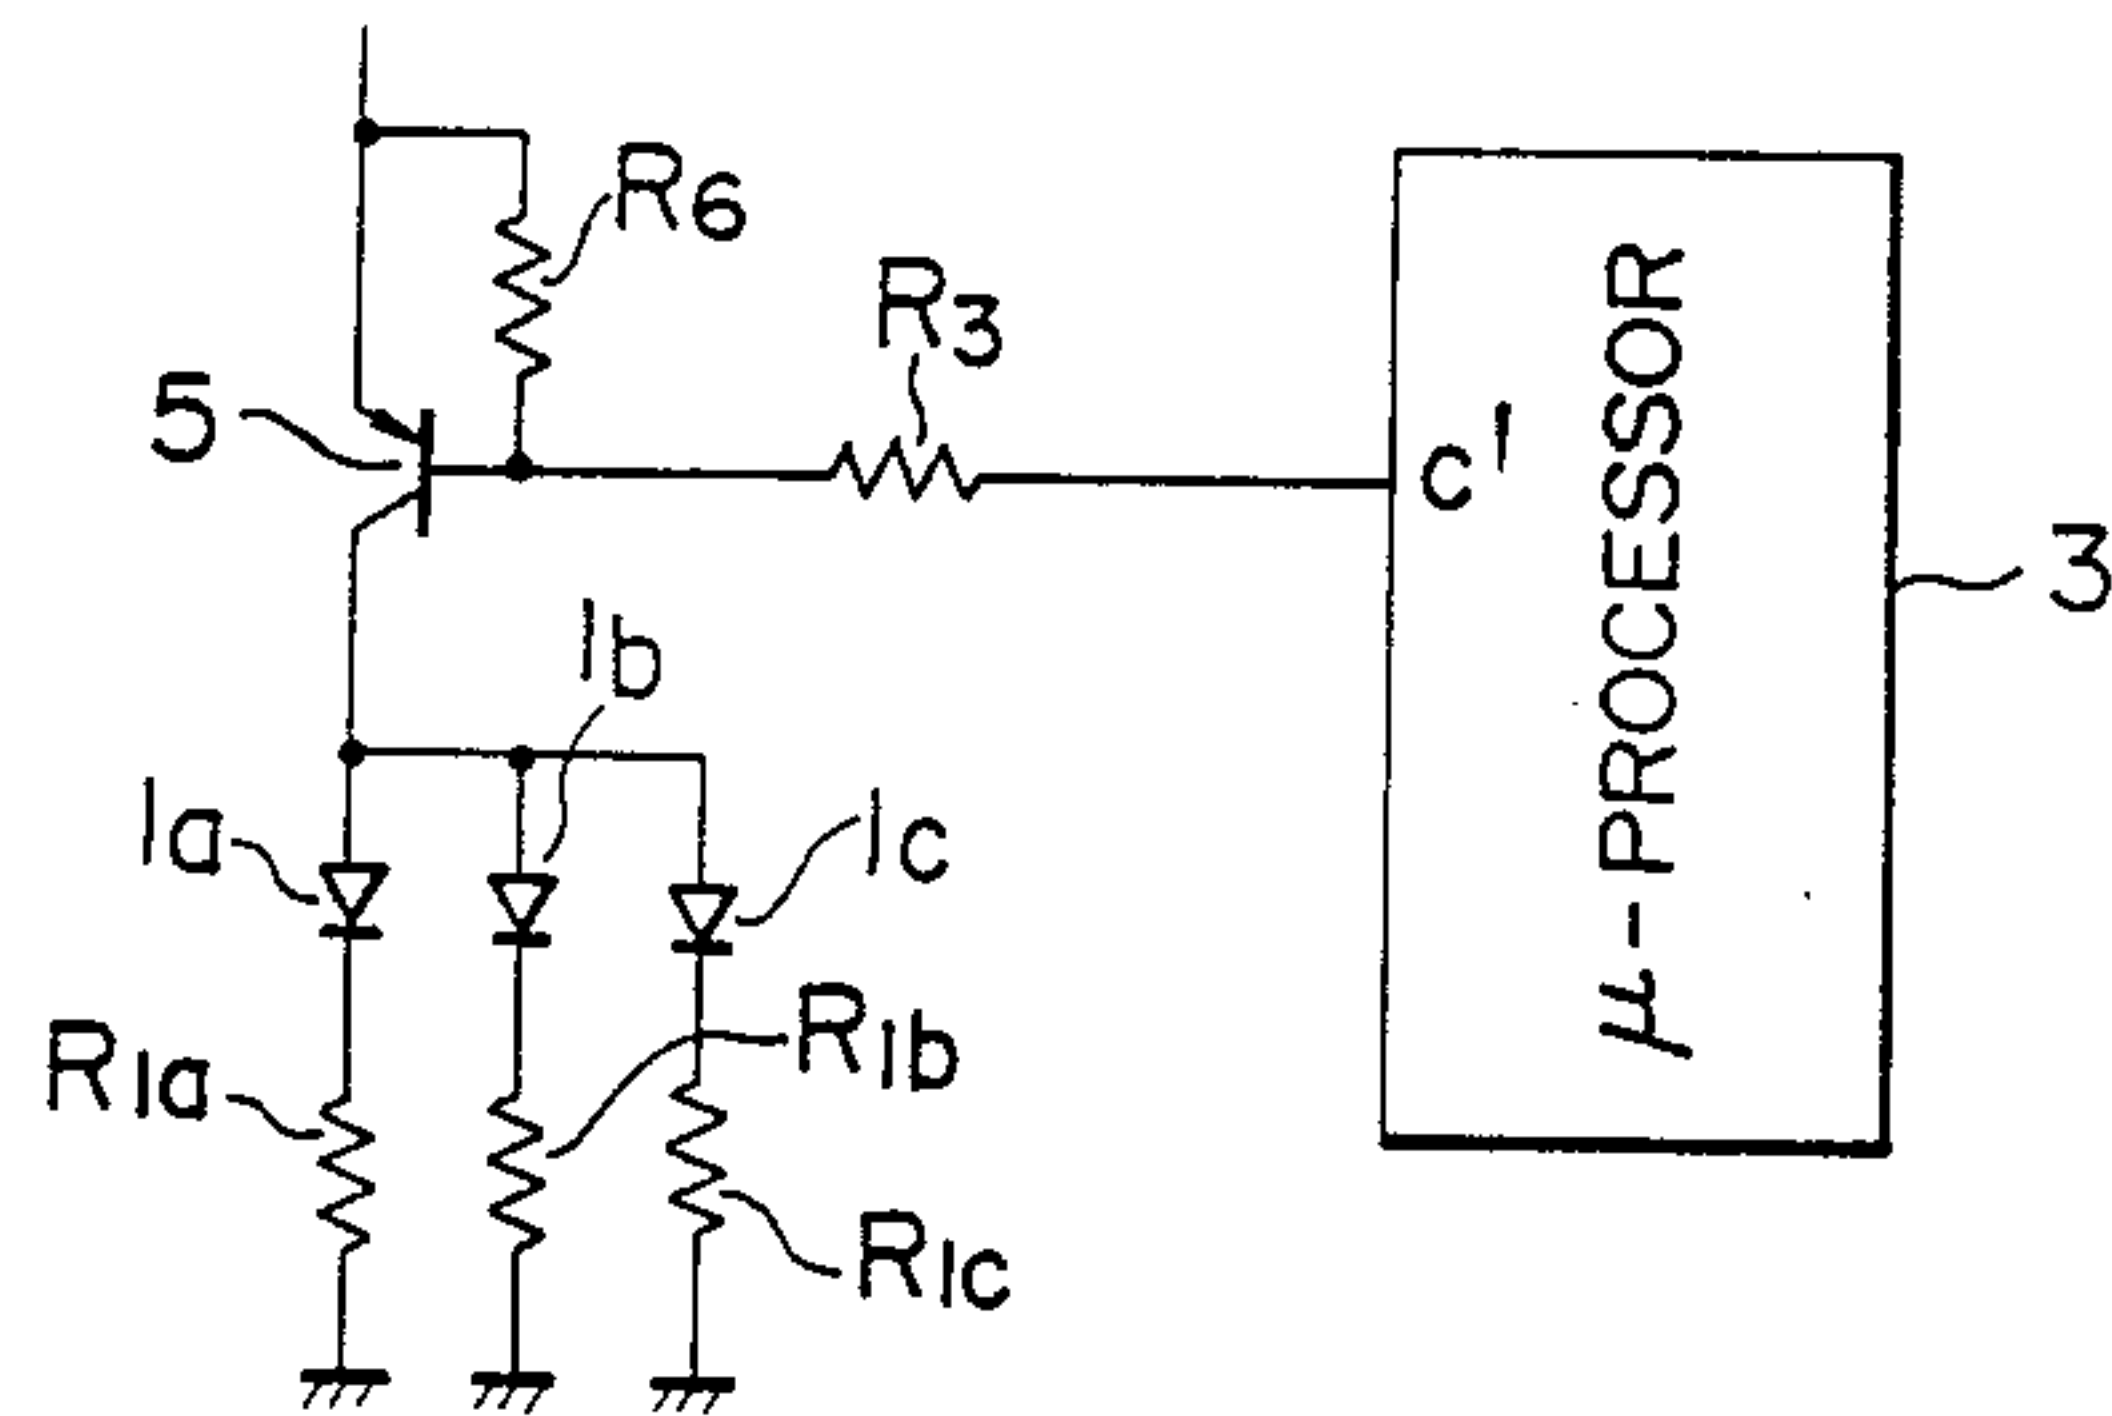 R6
R3
5
c'
μ-PROCESSOR
3
1b
1a
1c
R1b
R1a
R1c